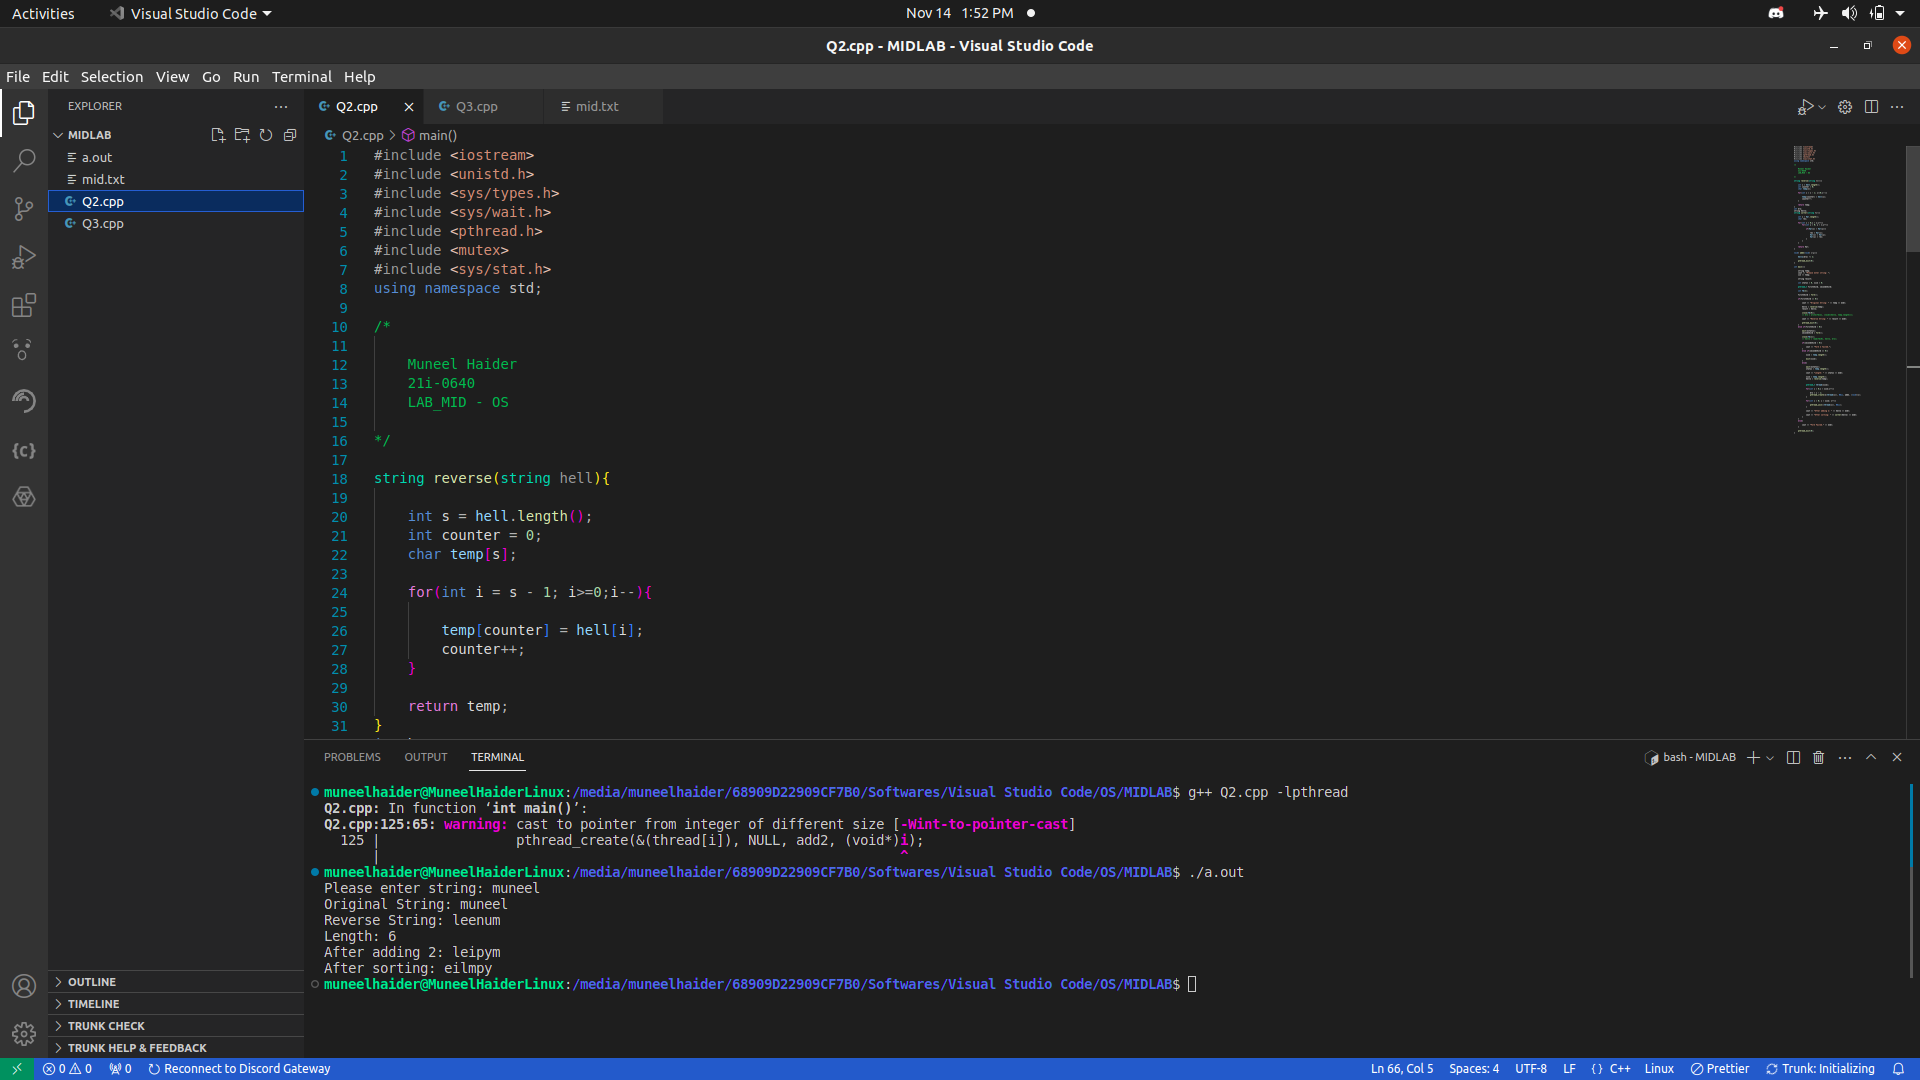 Activities
Visual Studio Code
Nov 14 1:52 PM
Q2.cpp - MIDLAB - Visual Studio Code
File Edit Selection View Go Run Terminal Help
EXPLORER
MIDLAB
a.out
mid.txt
Q2.cpp
Q3.cpp
OUTLINE
TIMELINE
TRUNK CHECK
TRUNK HELP & FEEDBACK
Q2.cpp
Q3.cpp
mid.txt
Q2.cpp > main()
1 #include <iostream>
2 #include <unistd.h>
3 #include <sys/types.h>
4 #include <sys/wait.h>
5 #include <pthread.h>
6 #include <mutex>
7 #include <sys/stat.h>
8 using namespace std;
9
10 /*
11
12 Muneel Haider
13 21i-0640
14 LAB_MID - OS
15
16 */
17
18 string reverse(string hell){
19
20 int s = hell.length();
21 int counter = 0;
22 char temp[s];
23
24 for(int i = s - 1; i>=0;i--){
25
26 temp[counter] = hell[i];
27 counter++;
28 }
29
30 return temp;
31 }
PROBLEMS OUTPUT TERMINAL
bash - MIDLAB
muneelhaider@MuneelHaiderLinux:/media/muneelhaider/68909D22909CF7B0/Softwares/Visual Studio Code/OS/MIDLAB$ g++ Q2.cpp -lpthread
Q2.cpp: In function ‘int main()’:
Q2.cpp:125:65: warning: cast to pointer from integer of different size [-Wint-to-pointer-cast]
125 | pthread_create(&(thread[i]), NULL, add2, (void*)i);
| ^
muneelhaider@MuneelHaiderLinux:/media/muneelhaider/68909D22909CF7B0/Softwares/Visual Studio Code/OS/MIDLAB$ ./a.out
Please enter string: muneel
Original String: muneel
Reverse String: leenum
Length: 6
After adding 2: leipym
After sorting: eilmpy
muneelhaider@MuneelHaiderLinux:/media/muneelhaider/68909D22909CF7B0/Softwares/Visual Studio Code/OS/MIDLAB$
0 0 0 Reconnect to Discord Gateway
Ln 66, Col 5 Spaces: 4 UTF-8 LF {} C++ Linux Prettier Trunk: Initializing